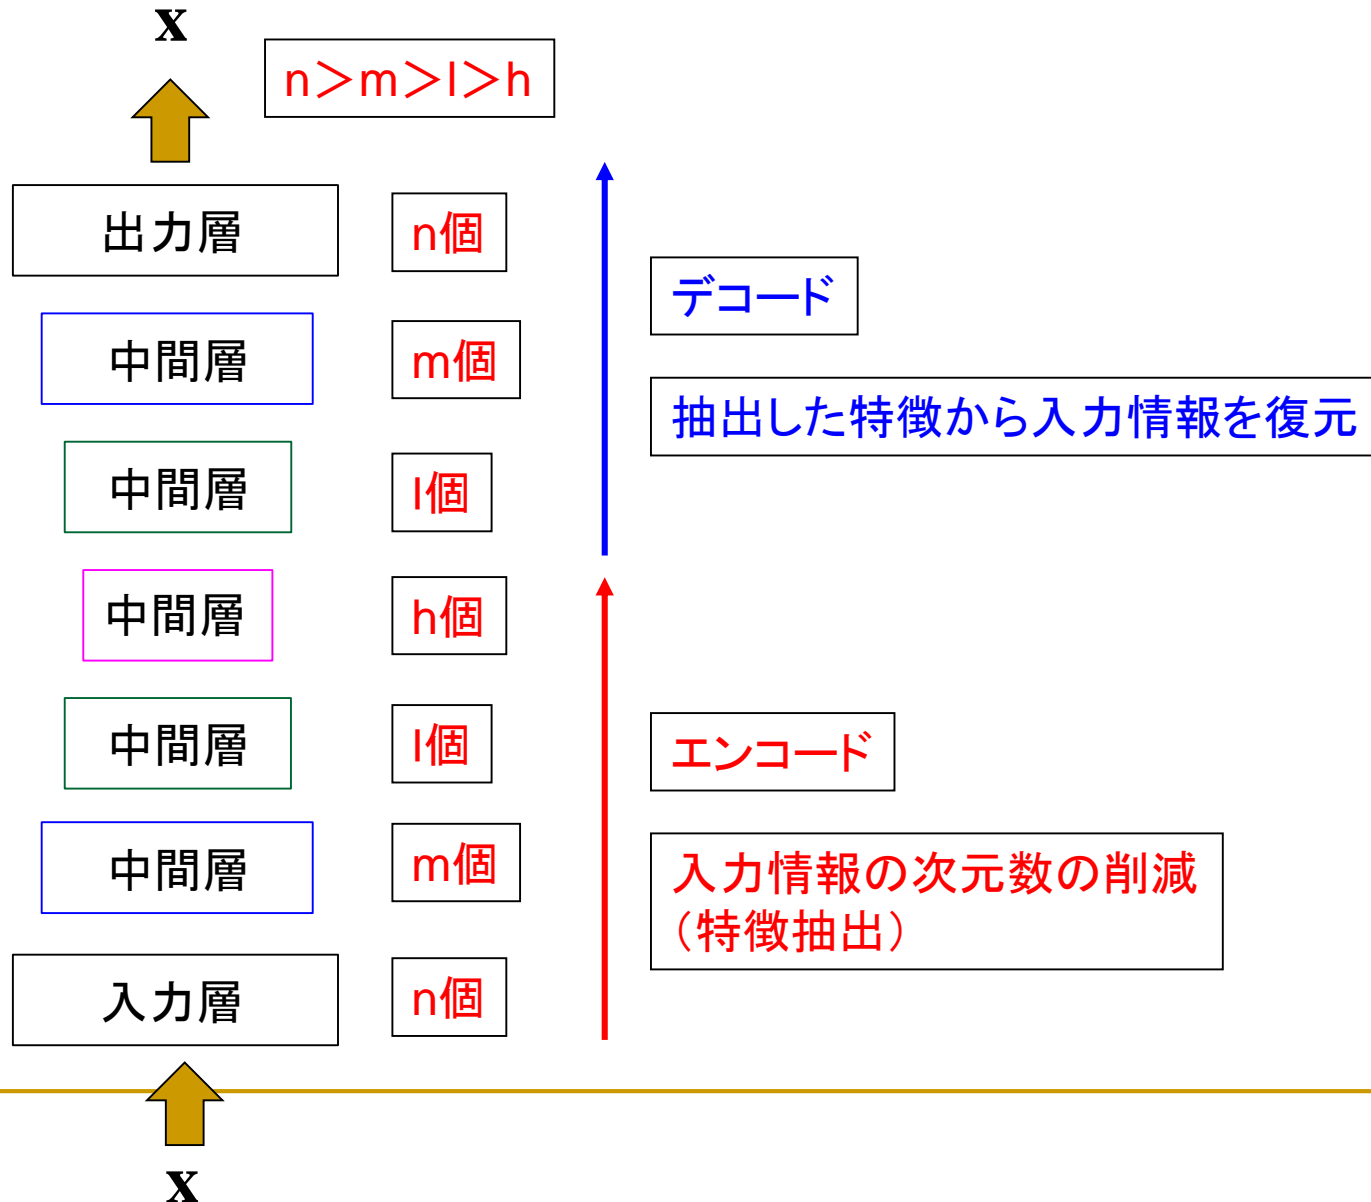 x
n＞m＞l＞h
出力層
n個
デコード
中間層
m個
抽出した特徴から入力情報を復元
中間層
l個
中間層
h個
中間層
l個
エンコード
中間層
m個
入力情報の次元数の削減
（特徴抽出）
入力層
n個
x